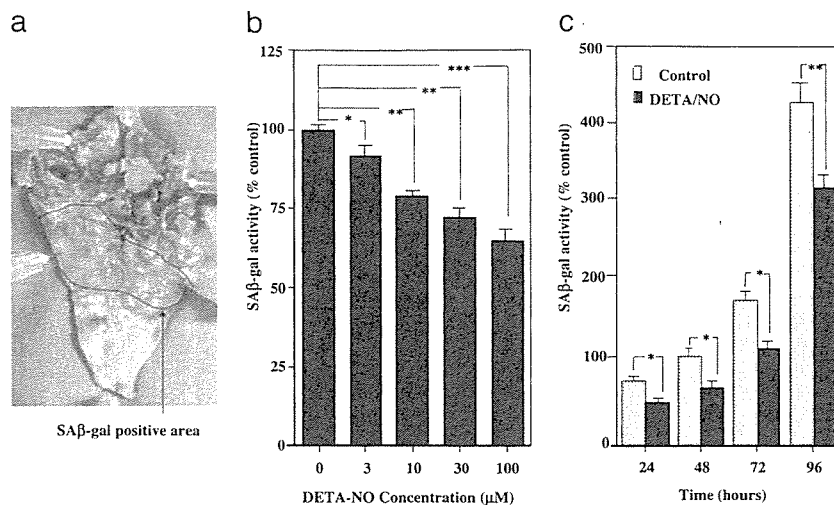 a
SAβ-gal positive area
b
SAβ-gal activity (% control)
125
100
75
50
25
0
*
**
**
***
0 3 10 30 100
DETA-NO Concentration (μM)
c
SAβ-gal activity (% control)
500
400
300
200
100
0
Control
DETA/NO
*
*
*
**
24 48 72 96
Time (hours)